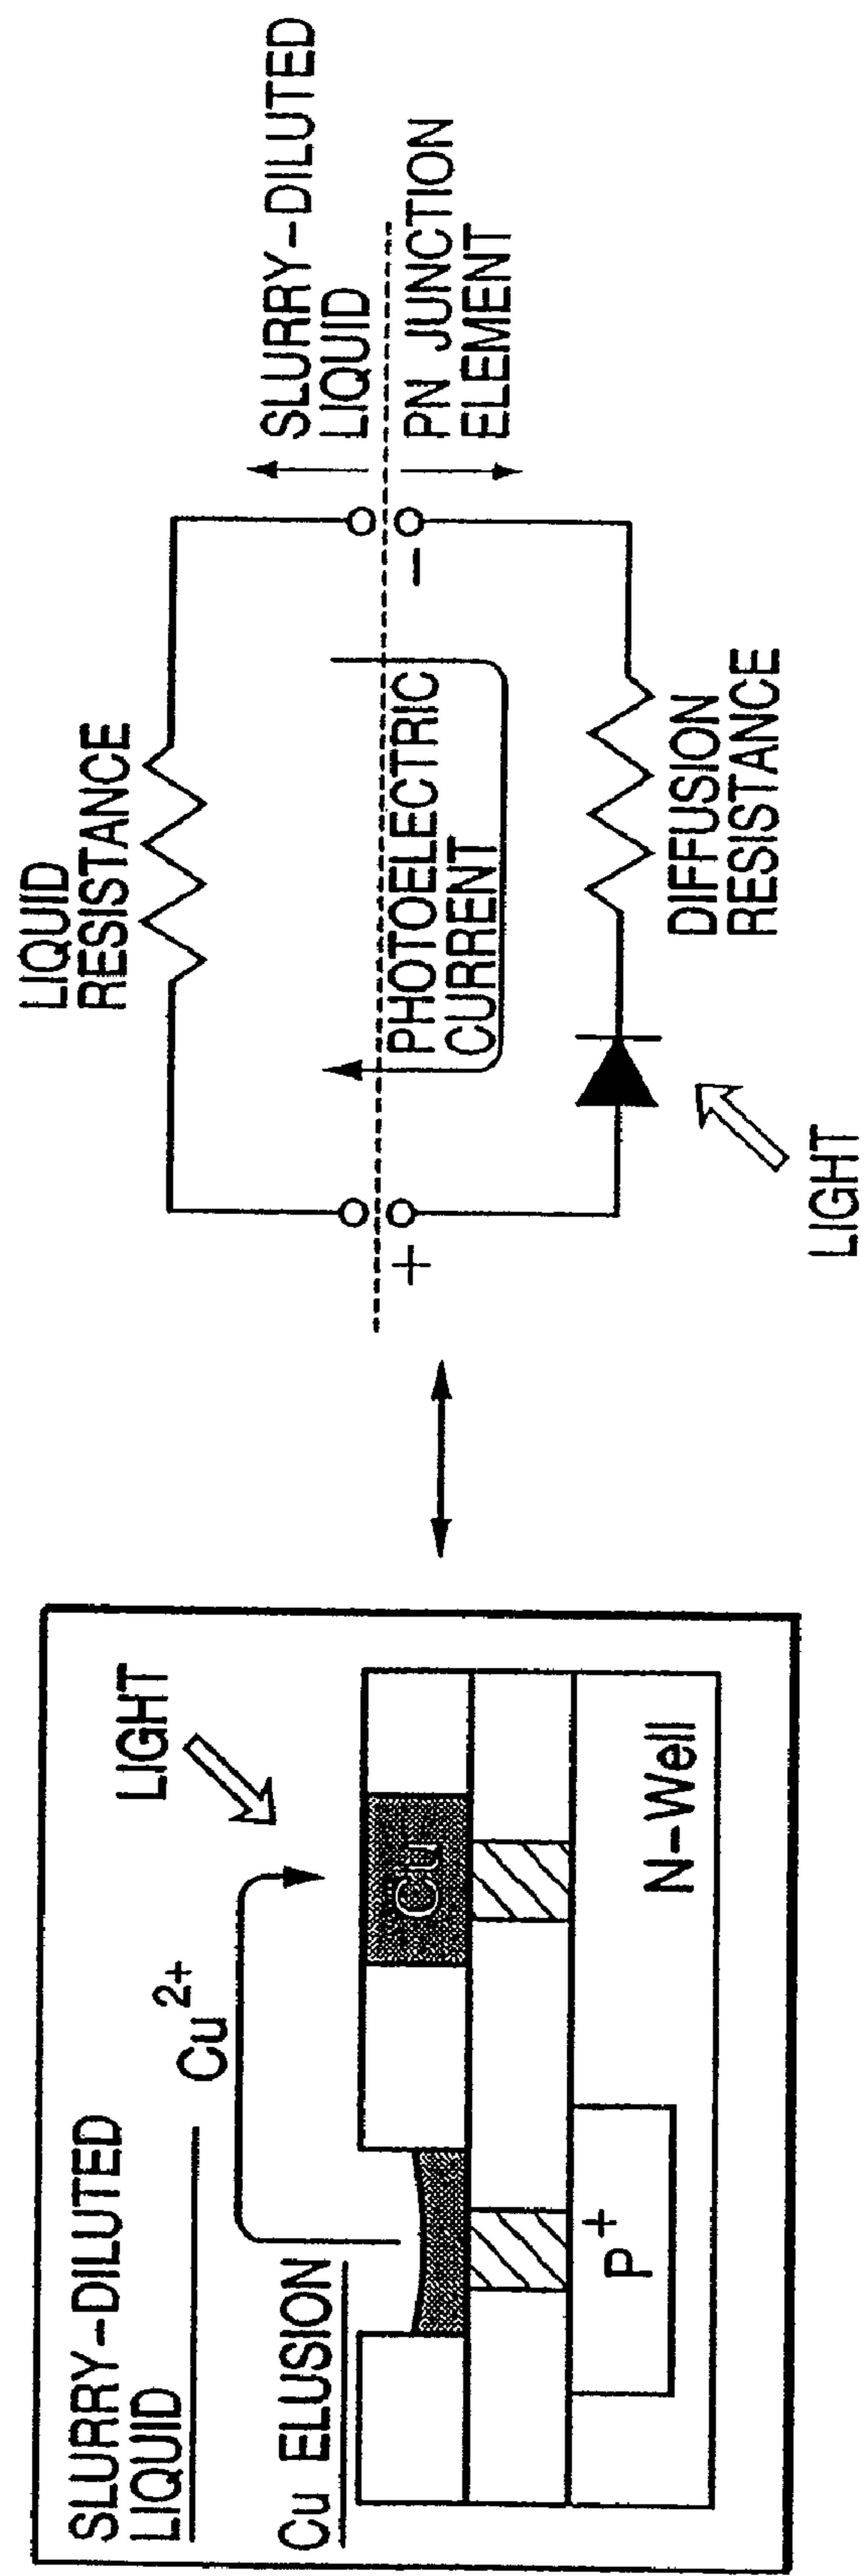 SLURRY-DILUTED
LIQUID
Cu²⁺
LIGHT
Cu ELUSION
Cu
P⁺
N-Well
LIQUID
RESISTANCE
SLURRY-DILUTED
LIQUID
PN JUNCTION
ELEMENT
+
−
PHOTOELECTRIC
CURRENT
DIFFUSION
RESISTANCE
LIGHT